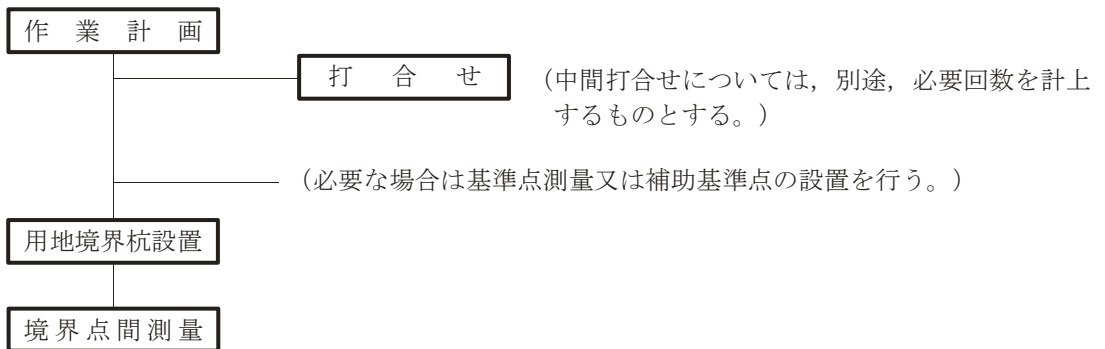 作業計画
打合せ
（中間打合せについては，別途，必要回数を計上
するものとする。）
（必要な場合は基準点測量又は補助基準点の設置を行う。）
用地境界杭設置
境界点間測量